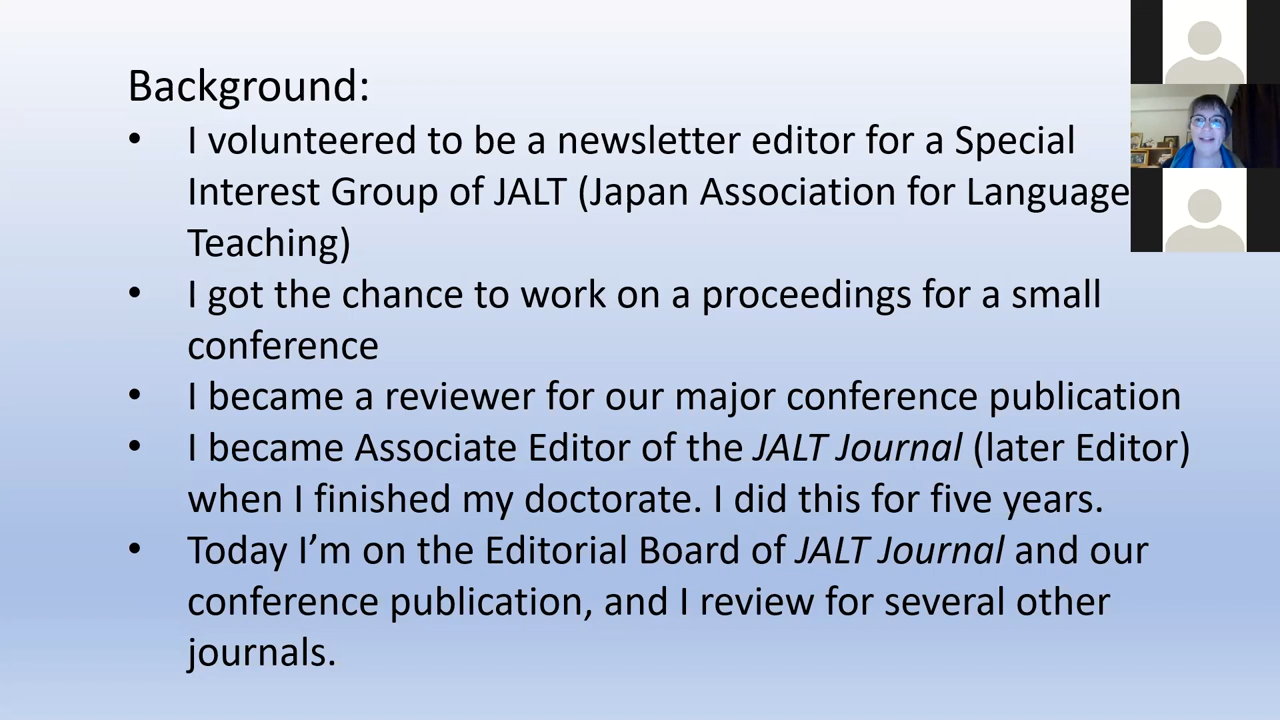 Background:
• I volunteered to be a newsletter editor for a Special
Interest Group of JALT (Japan Association for Language
Teaching)
• I got the chance to work on a proceedings for a small
conference
• I became a reviewer for our major conference publication
• I became Associate Editor of the JALT Journal (later Editor)
when I finished my doctorate. I did this for five years.
• Today I’m on the Editorial Board of JALT Journal and our
conference publication, and I review for several other
journals.